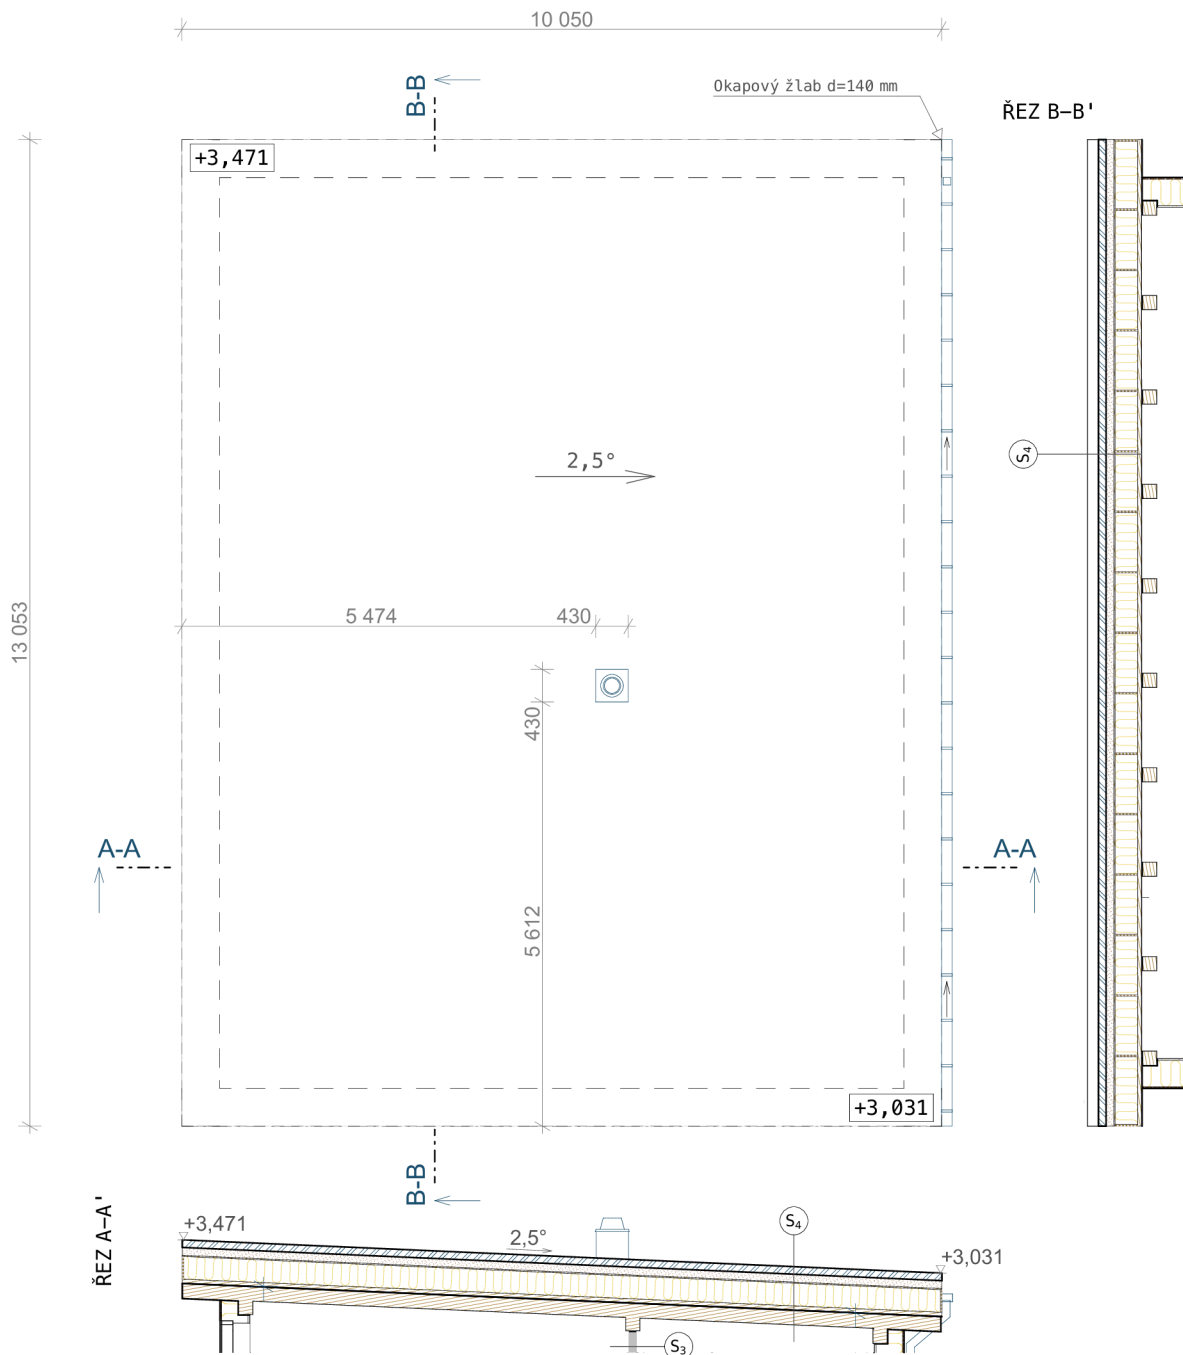 10 050
B-B
Okapový žlab d=140 mm
ŘEZ B–B'
+3,471
2,5°
S4
13 053
5 474
430
430
5 612
A-A
A-A
+3,031
B-B
ŘEZ A–A'
+3,471
2,5°
S4
+3,031
S3